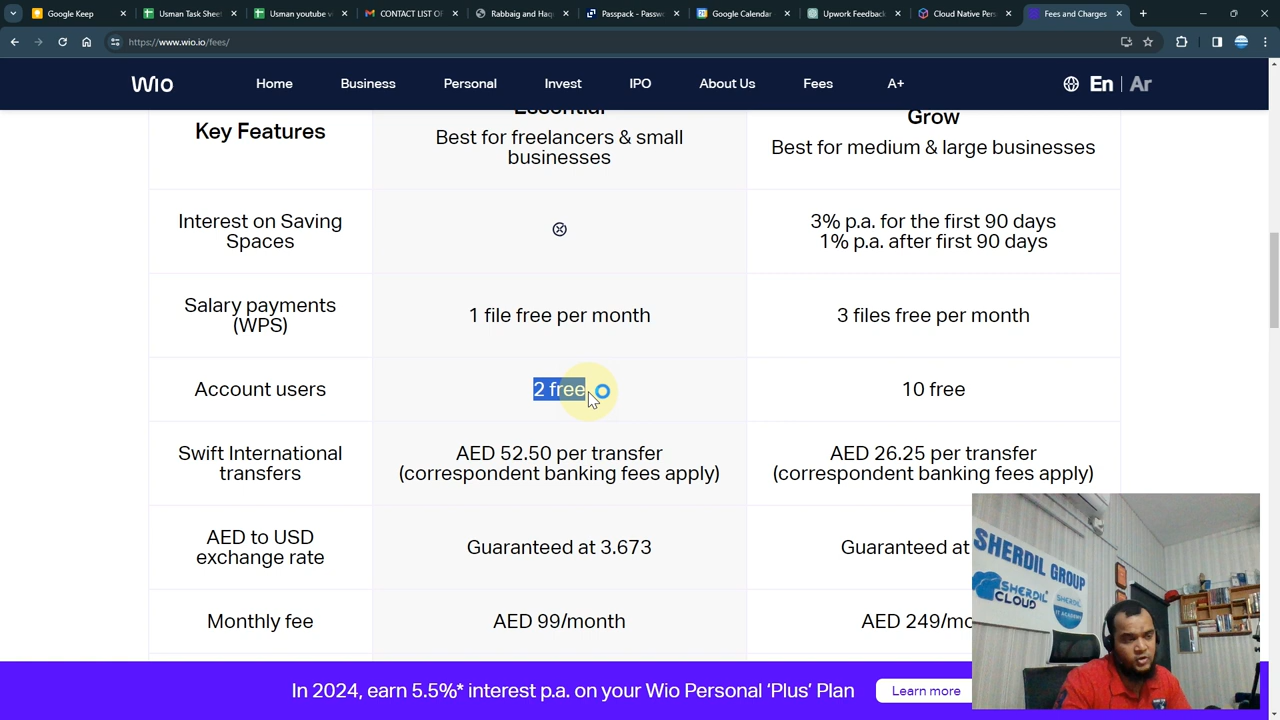 Google Keep
Usman Task Sheet
Usman youtube v
CONTACT LIST C
Rabbaig and Haq
Passpack - Passw
Google Calendar
Upwork Feedback
Cloud Native Pers
Fees and Charges
https://www.wio.io/fees/
Wio
Home
Business
Personal
Invest
IPO
About Us
Fees
A+
En | Ar
Key Features
Essential
Best for freelancers & small
businesses
Grow
Best for medium & large businesses
Interest on Saving
Spaces
3% p.a. for the first 90 days
1% p.a. after first 90 days
Salary payments
(WPS)
1 file free per month
3 files free per month
Account users
2 free
10 free
Swift International
transfers
AED 52.50 per transfer
(correspondent banking fees apply)
AED 26.25 per transfer
(correspondent banking fees apply)
AED to USD
exchange rate
Guaranteed at 3.673
Guaranteed at
Monthly fee
AED 99/month
AED 249/mo
In 2024, earn 5.5%* interest p.a. on your Wio Personal ‘Plus’ Plan
Learn more
SHERDIL GROUP
SHERDIL
CLOUD
SHERDIL
IT ACADEMY